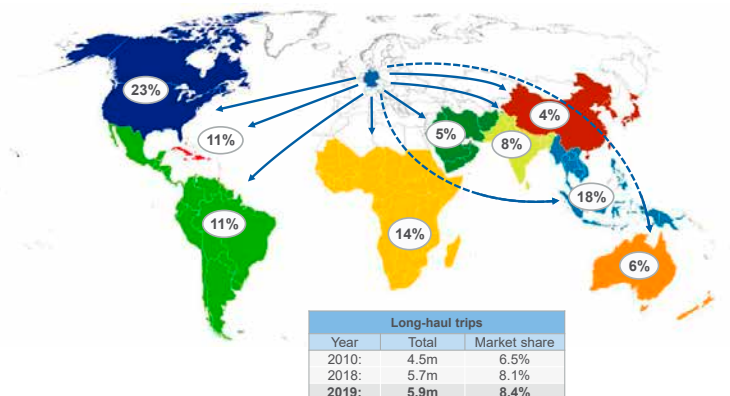 23%
11%
4%
5%
8%
18%
11%
14%
6%
Long-haul trips
Year Total Market share
2010: 4.5m 6.5%
2018: 5.7m 8.1%
2019: 5.9m 8.4%